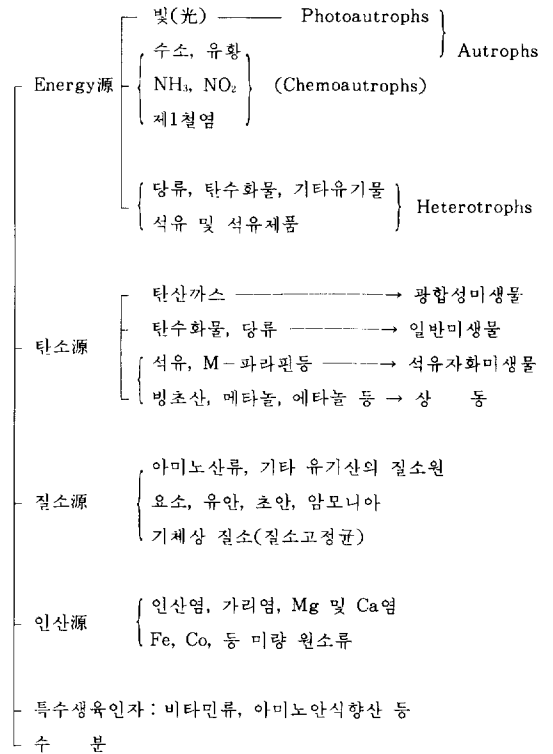 빛(光) Photoautrophs
수소, 유황 Autrophs
Energy源 NH₃, NO₂ (Chemoautrophs)
제1철염
당류, 탄수화물, 기타유기물
석유 및 석유제품 Heterotrophs
탄산까스 → 광합성미생물
탄소源 탄수화물, 당류 → 일반미생물
석유, M-파라핀등 → 석유자화미생물
빙초산, 메타놀, 에타놀 등 → 상 동
아미노산류, 기타 유기산의 질소원
질소源 요소, 유안, 초안, 암모니아
기체상 질소(질소고정균)
인산源 인산염, 가리염, Mg 및 Ca염
Fe, Co, 등 미량 원소류
특수생육인자 : 비타민류, 아미노안식향산 등
수 분